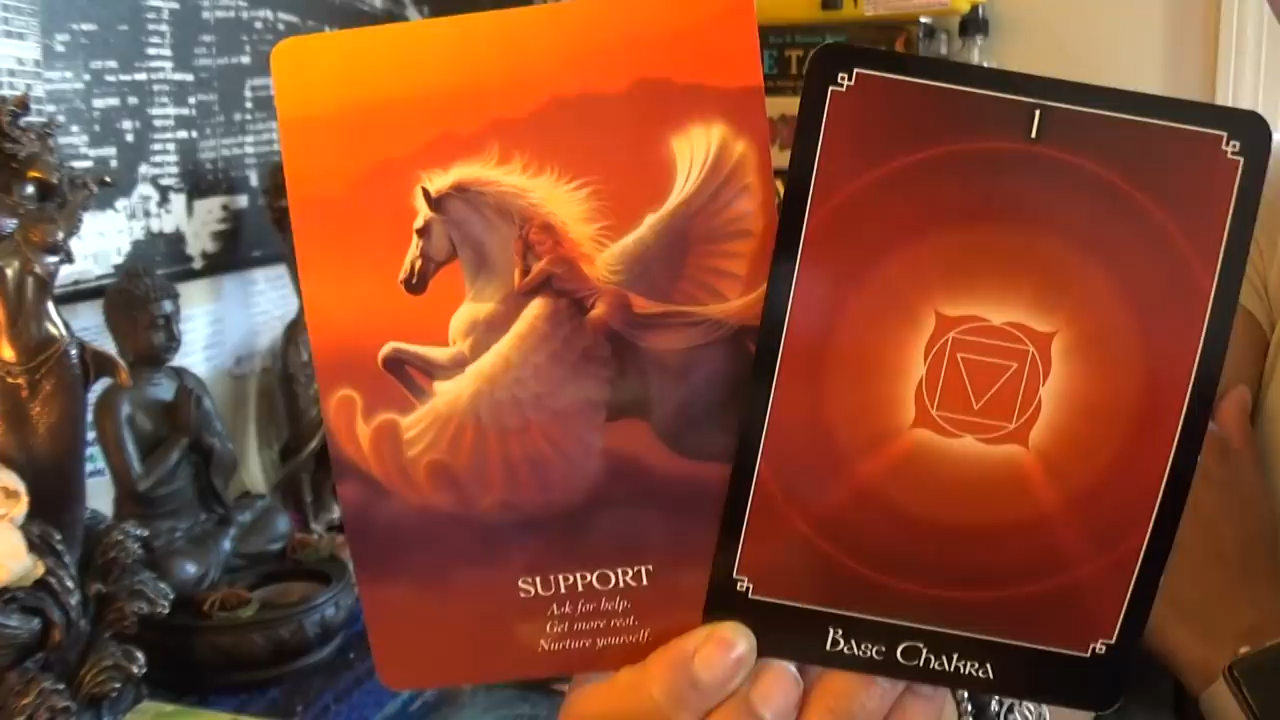 SUPPORT
Ask for help.
Get more rest.
Nurture yourself.
I
Base Chakra